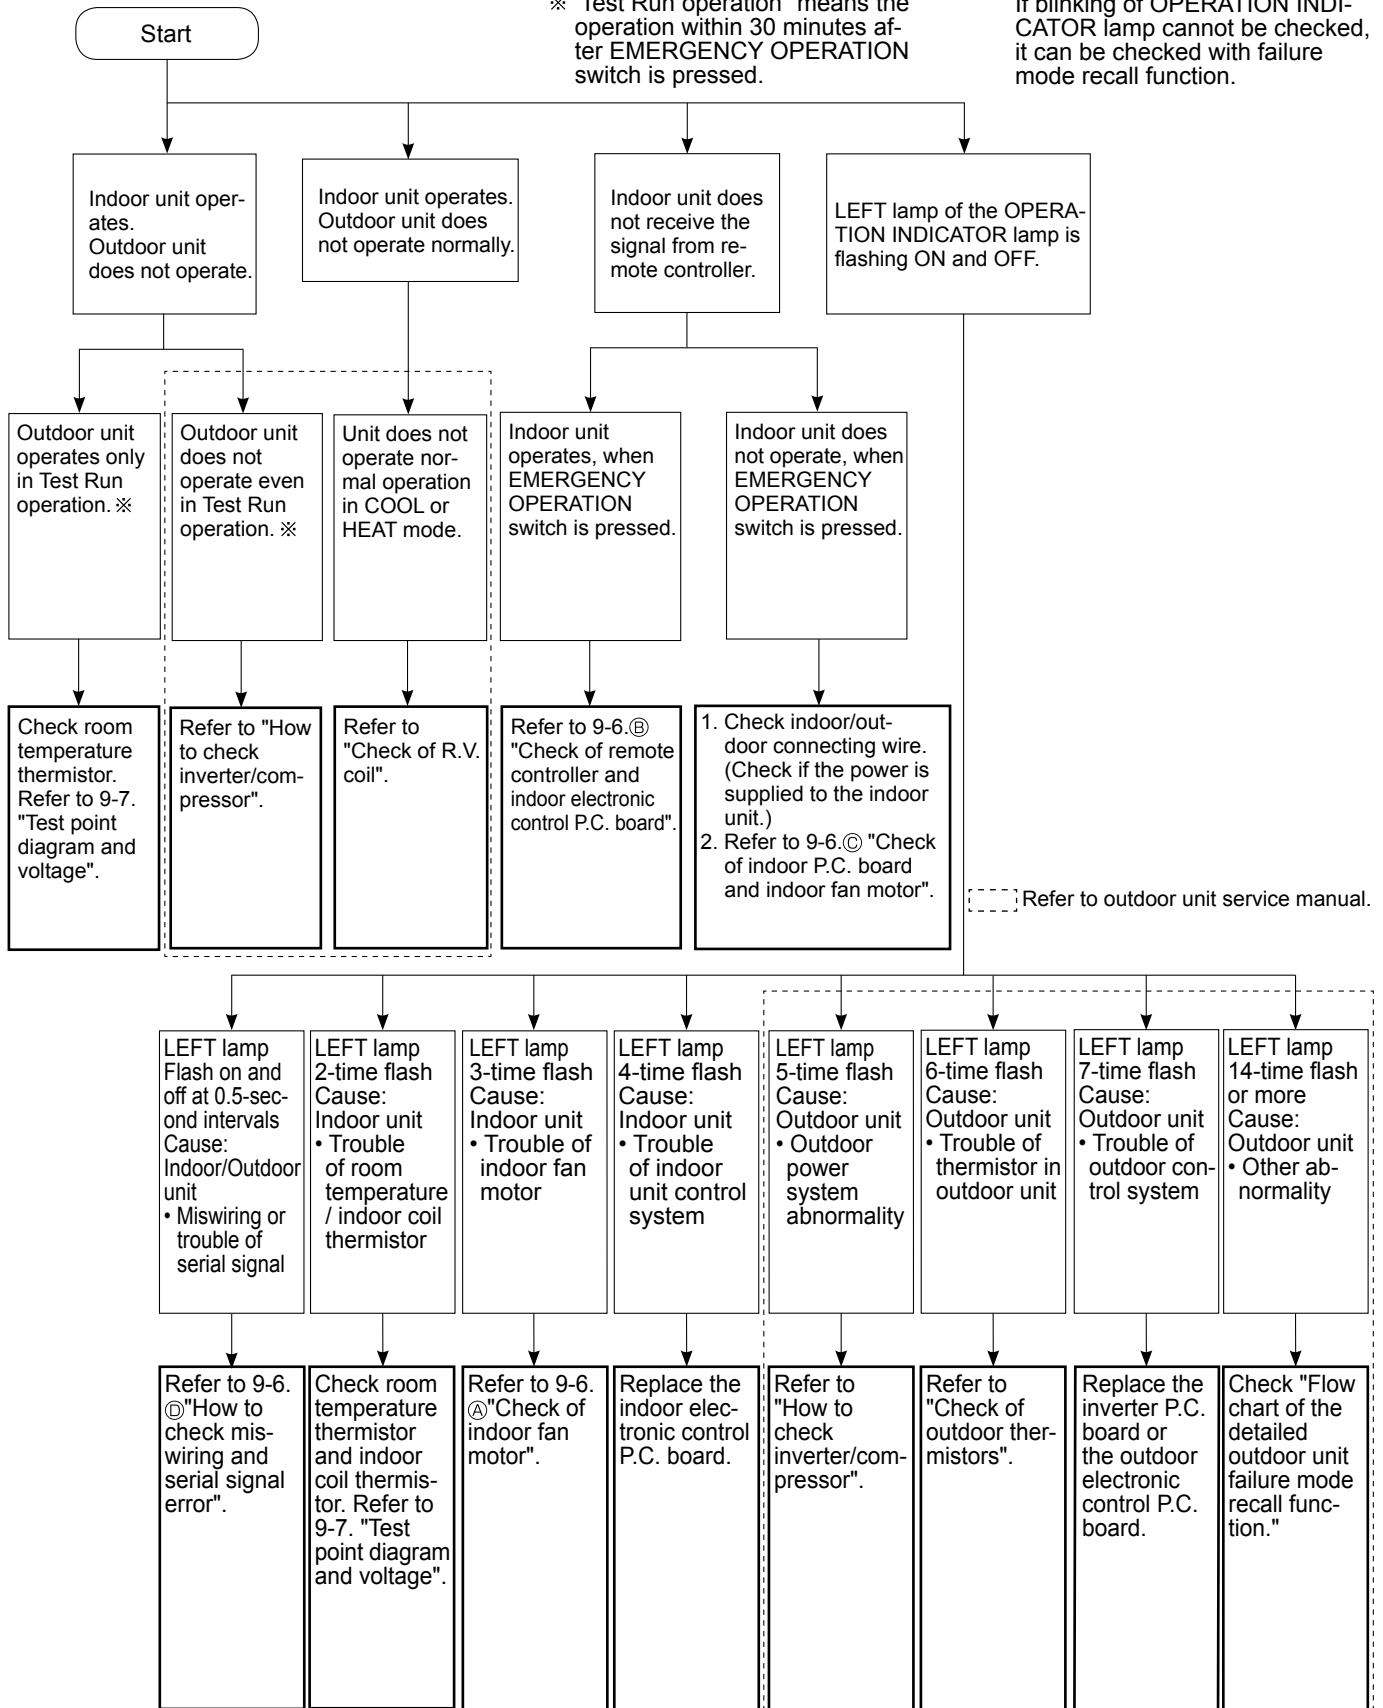 ※ "Test Run operation" means the
operation within 30 minutes af-
ter EMERGENCY OPERATION
switch is pressed.
If blinking of OPERATION INDI-
CATOR lamp cannot be checked,
it can be checked with failure
mode recall function.
Start
Indoor unit oper-
ates.
Outdoor unit
does not operate.
Indoor unit operates.
Outdoor unit does
not operate normally.
Indoor unit does
not receive the
signal from re-
mote controller.
LEFT lamp of the OPERA-
TION INDICATOR lamp is
flashing ON and OFF.
Outdoor unit
operates only
in Test Run
operation. ※
Outdoor unit
does not
operate even
in Test Run
operation. ※
Unit does not
operate nor-
mal operation
in COOL or
HEAT mode.
Indoor unit
operates, when
EMERGENCY
OPERATION
switch is pressed.
Indoor unit does
not operate, when
EMERGENCY
OPERATION
switch is pressed.
Check room
temperature
thermistor.
Refer to 9-7.
"Test point
diagram and
voltage".
Refer to "How
to check
inverter/com-
pressor".
Refer to
"Check of R.V.
coil".
Refer to 9-6.Ⓑ
"Check of remote
controller and
indoor electronic
control P.C. board".
1. Check indoor/out-
door connecting wire.
(Check if the power is
supplied to the indoor
unit.)
2. Refer to 9-6.Ⓒ "Check
of indoor P.C. board
and indoor fan motor".
Refer to outdoor unit service manual.
LEFT lamp
Flash on and
off at 0.5-sec-
ond intervals
Cause:
Indoor/Outdoor
unit
• Miswiring or
trouble of
serial signal
LEFT lamp
2-time flash
Cause:
Indoor unit
• Trouble
of room
temperature
/ indoor coil
thermistor
LEFT lamp
3-time flash
Cause:
Indoor unit
• Trouble of
indoor fan
motor
LEFT lamp
4-time flash
Cause:
Indoor unit
• Trouble
of indoor
unit control
system
LEFT lamp
5-time flash
Cause:
Outdoor unit
• Outdoor
power
system
abnormality
LEFT lamp
6-time flash
Cause:
Outdoor unit
• Trouble of
thermistor in
outdoor unit
LEFT lamp
7-time flash
Cause:
Outdoor unit
• Trouble of
outdoor con-
trol system
LEFT lamp
14-time flash
or more
Cause:
Outdoor unit
• Other ab-
normality
Refer to 9-6.
Ⓓ"How to
check mis-
wiring and
serial signal
error".
Check room
temperature
thermistor
and indoor
coil thermis-
tor. Refer to
9-7. "Test
point diagram
and voltage".
Refer to 9-6.
Ⓐ"Check of
indoor fan
motor".
Replace the
indoor elec-
tronic control
P.C. board.
Refer to
"How to
check
inverter/com-
pressor".
Refer to
"Check of
outdoor ther-
mistors".
Replace the
inverter P.C.
board or
the outdoor
electronic
control P.C.
board.
Check "Flow
chart of the
detailed
outdoor unit
failure mode
recall func-
tion."